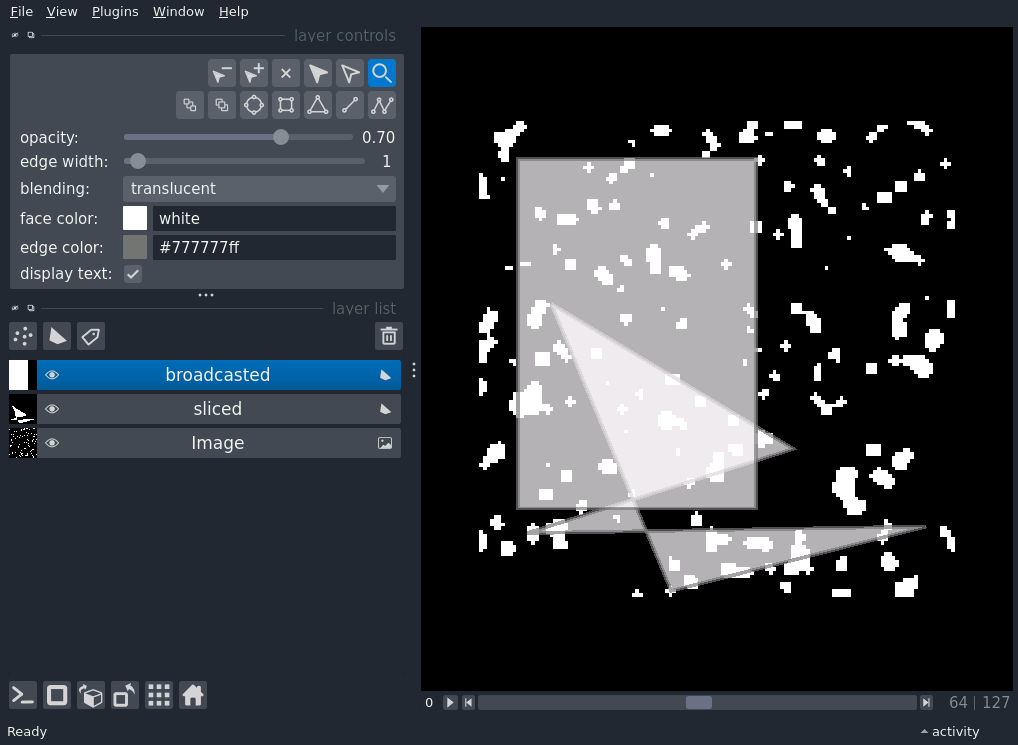 File View Plugins Window Help
layer controls
opacity: 0.70
edge width: 1
blending: translucent
face color: white
edge color: #777777ff
display text:
layer list
broadcasted
sliced
Image
0 64 | 127
Ready activity